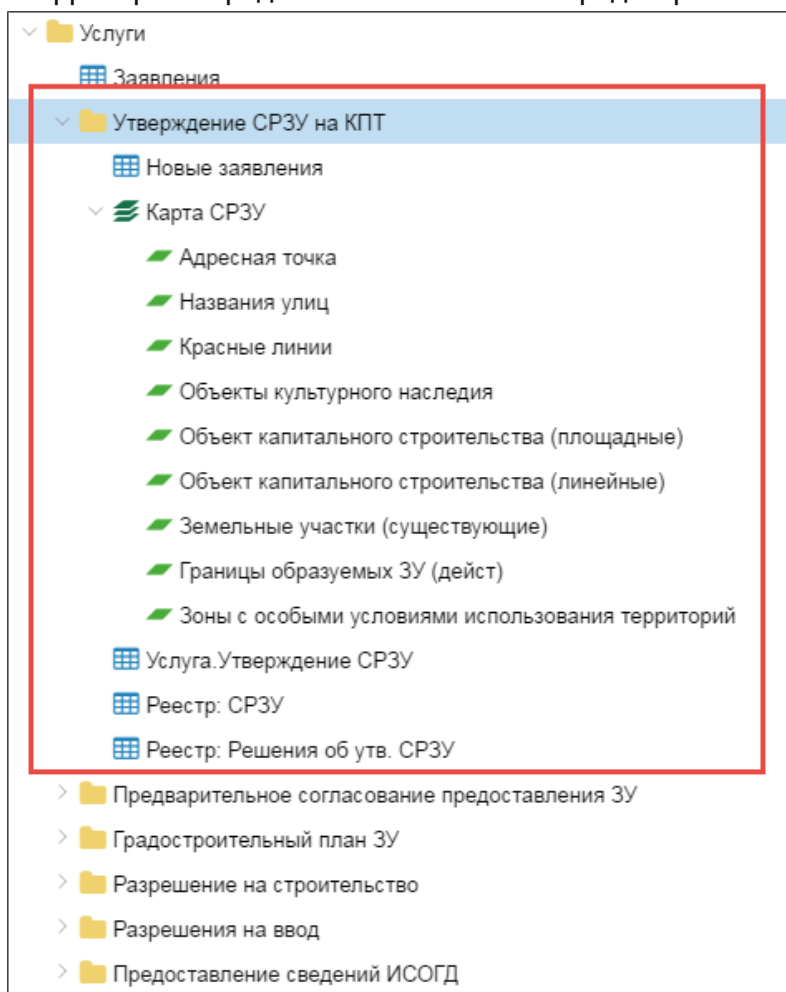 Услуги
Заявления
Утверждение СРЗУ на КПТ
Новые заявления
Карта СРЗУ
Адресная точка
Названия улиц
Красные линии
Объекты культурного наследия
Объект капитального строительства (площадные)
Объект капитального строительства (линейные)
Земельные участки (существующие)
Границы образуемых ЗУ (дейст)
Зоны с особыми условиями использования территорий
Услуга.Утверждение СРЗУ
Реестр: СРЗУ
Реестр: Решения об утв. СРЗУ
Предварительное согласование предоставления ЗУ
Градостроительный план ЗУ
Разрешение на строительство
Разрешения на ввод
Предоставление сведений ИСОГД